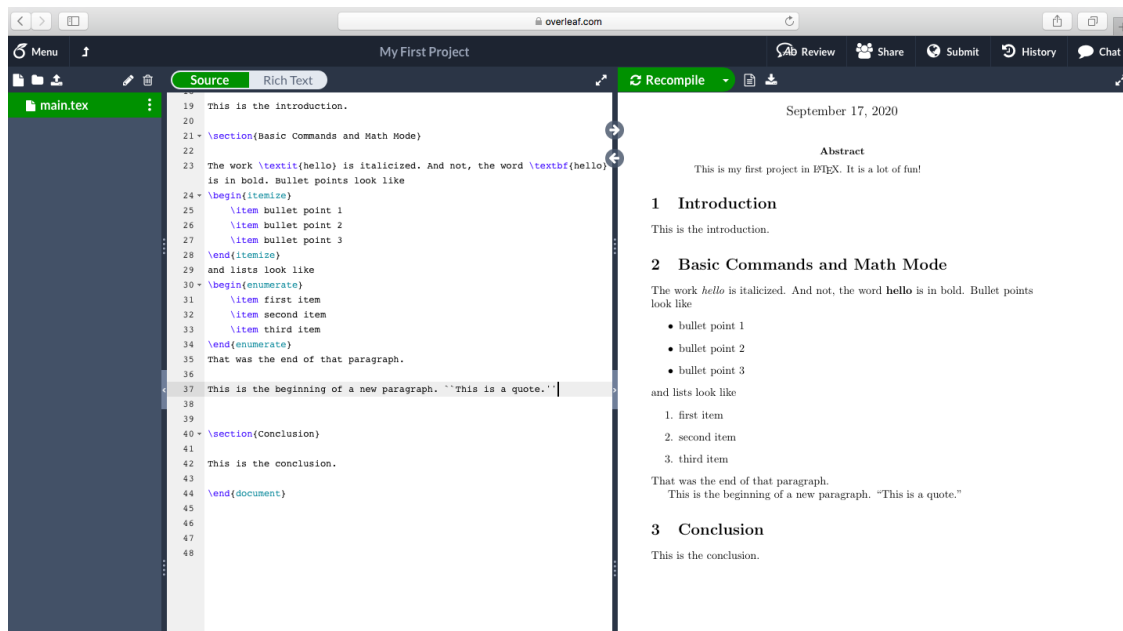 overleaf.com
Menu
My First Project
Review
Share
Submit
History
Chat
Source
Rich Text
Recompile
main.tex
19 This is the introduction.
20
21 \section{Basic Commands and Math Mode}
22
23 The work \textit{hello} is italicized. And not, the word \textbf{hello}
is in bold. Bullet points look like
24 \begin{itemize}
25 \item bullet point 1
26 \item bullet point 2
27 \item bullet point 3
28 \end{itemize}
29 and lists look like
30 \begin{enumerate}
31 \item first item
32 \item second item
33 \item third item
34 \end{enumerate}
35 That was the end of that paragraph.
36
37 This is the beginning of a new paragraph. ``This is a quote.''
38
39
40 \section{Conclusion}
41
42 This is the conclusion.
43
44 \end{document}
45
46
47
48
September 17, 2020
Abstract
This is my first project in LATEX. It is a lot of fun!
1 Introduction
This is the introduction.
2 Basic Commands and Math Mode
The work hello is italicized. And not, the word hello is in bold. Bullet points
look like
• bullet point 1
• bullet point 2
• bullet point 3
and lists look like
1. first item
2. second item
3. third item
That was the end of that paragraph.
This is the beginning of a new paragraph. “This is a quote.”
3 Conclusion
This is the conclusion.